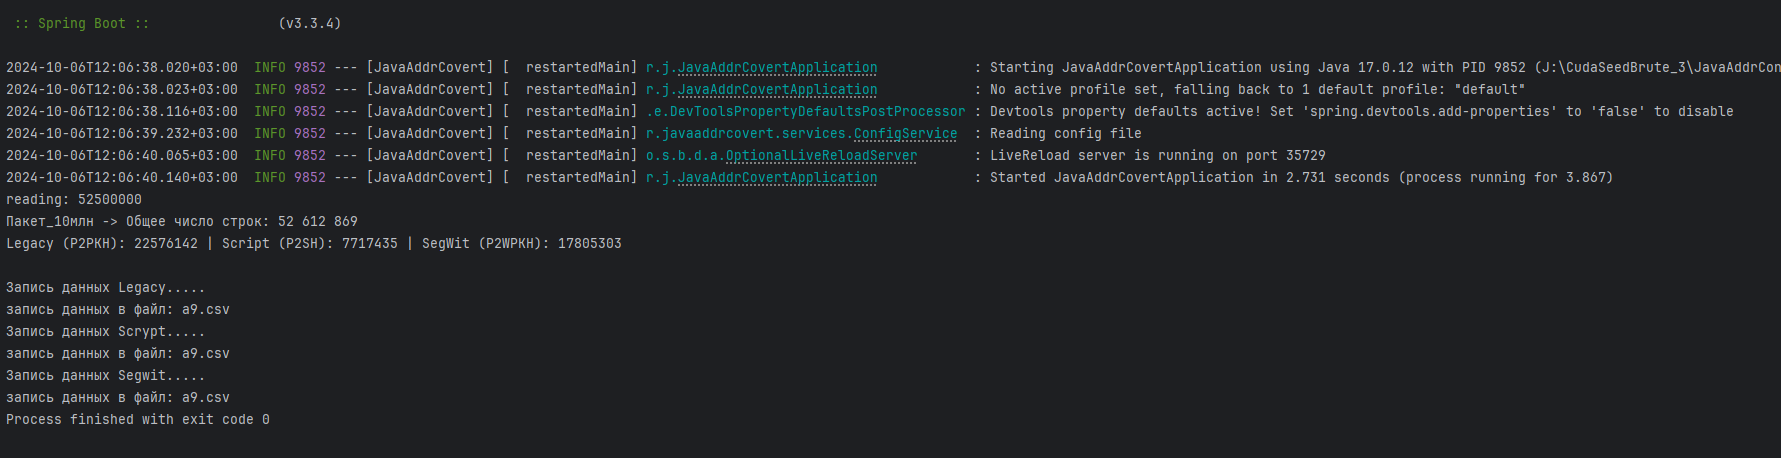 :: Spring Boot :: (v3.3.4)
2024-10-06T12:06:38.020+03:00 INFO 9852 --- [JavaAddrCovert] [ restartedMain] r.j.JavaAddrCovertApplication : Starting JavaAddrCovertApplication using Java 17.0.12 with PID 9852 (J:\CudaSeedBrute_3\JavaAddrCon
2024-10-06T12:06:38.023+03:00 INFO 9852 --- [JavaAddrCovert] [ restartedMain] r.j.JavaAddrCovertApplication : No active profile set, falling back to 1 default profile: "default"
2024-10-06T12:06:38.116+03:00 INFO 9852 --- [JavaAddrCovert] [ restartedMain] .e.DevToolsPropertyDefaultsPostProcessor : Devtools property defaults active! Set 'spring.devtools.add-properties' to 'false' to disable
2024-10-06T12:06:39.232+03:00 INFO 9852 --- [JavaAddrCovert] [ restartedMain] r.javaaddrcovert.services.ConfigService : Reading config file
2024-10-06T12:06:40.065+03:00 INFO 9852 --- [JavaAddrCovert] [ restartedMain] o.s.b.d.a.OptionalLiveReloadServer : LiveReload server is running on port 35729
2024-10-06T12:06:40.140+03:00 INFO 9852 --- [JavaAddrCovert] [ restartedMain] r.j.JavaAddrCovertApplication : Started JavaAddrCovertApplication in 2.731 seconds (process running for 3.867)
reading: 52500000
Пакет_10млн -> Общее число строк: 52 612 869
Legacy (P2PKH): 22576142 | Script (P2SH): 7717435 | SegWit (P2WPKH): 17805303
Запись данных Legacy.....
запись данных в файл: a9.csv
Запись данных Scrypt.....
запись данных в файл: a9.csv
Запись данных Segwit.....
запись данных в файл: a9.csv
Process finished with exit code 0